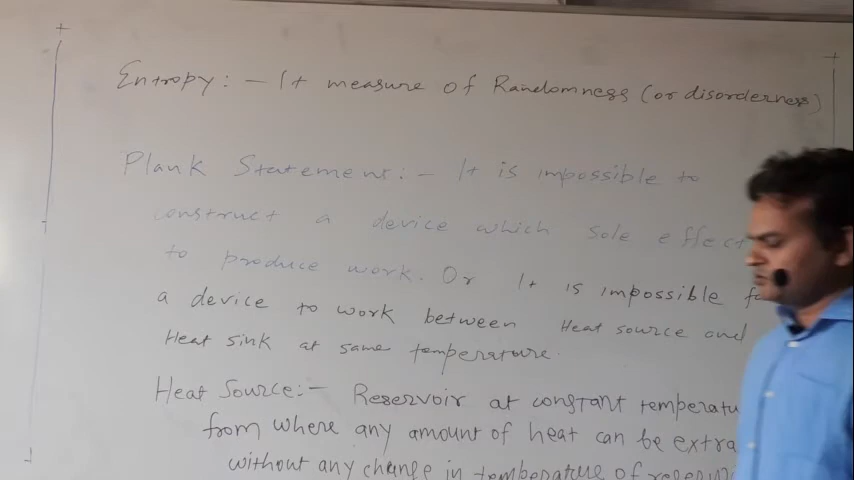 Entropy: - It measure of Randomness (or disorderness)
Plank Statement: - It is impossible to
construct a device which sole effect
to produce work. Or It is impossible fo
a device to work between Heat source and
Heat sink at same temperature.
Heat Source:- Reservoir at constant temperatu
from where any amount of heat can be extra
without any change in temperature of